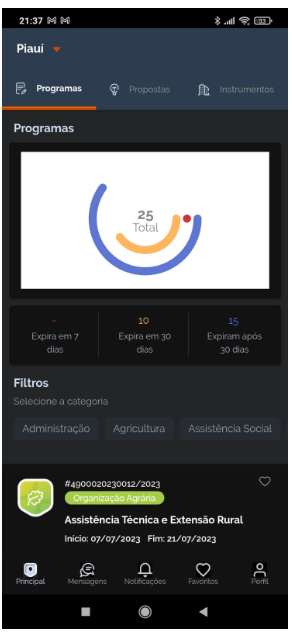 21:37
33
Piauí
Programas
Propostas
Instrumentos
Programas
25
Total
-
10
15
Expira em 7
dias
Expira em 30
dias
Expiram após
30 dias
Filtros
Selecione a categoria
Administração
Agricultura
Assistência Social
#4900020230012/2023
Organização Agrária
Assistência Técnica e Extensão Rural
Início: 07/07/2023 Fim: 21/07/2023
Principal
Mensagens
Notificações
Favoritos
Perfil